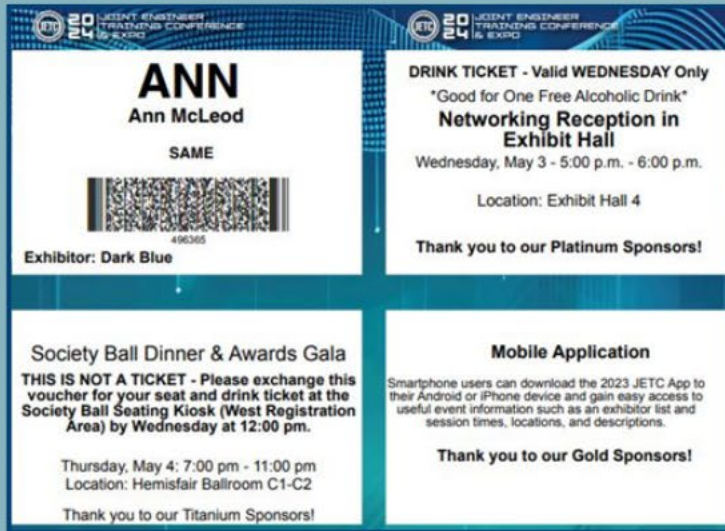 JETC 2024 JOINT ENGINEER
TRAINING CONFERENCE
& EXPO
ANN
Ann McLeod
SAME
496365
Exhibitor: Dark Blue
JETC 2024 JOINT ENGINEER
TRAINING CONFERENCE
& EXPO
DRINK TICKET - Valid WEDNESDAY Only
*Good for One Free Alcoholic Drink*
Networking Reception in
Exhibit Hall
Wednesday, May 3 - 5:00 p.m. - 6:00 p.m.
Location: Exhibit Hall 4
Thank you to our Platinum Sponsors!
Society Ball Dinner & Awards Gala
THIS IS NOT A TICKET - Please exchange this
voucher for your seat and drink ticket at the
Society Ball Seating Kiosk (West Registration
Area) by Wednesday at 12:00 pm.
Thursday, May 4: 7:00 pm - 11:00 pm
Location: Hemisfair Ballroom C1-C2
Thank you to our Titanium Sponsors!
Mobile Application
Smartphone users can download the 2023 JETC App to
their Android or iPhone device and gain easy access to
useful event information such as an exhibitor list and
session times, locations, and descriptions.
Thank you to our Gold Sponsors!